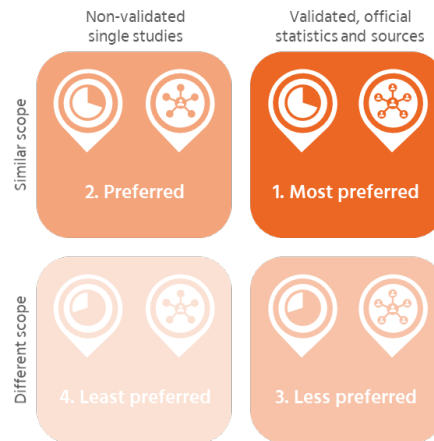 Non-validated
single studies
Validated, official
statistics and sources
Similar scope
2. Preferred
1. Most preferred
Different scope
4. Least preferred
3. Less preferred